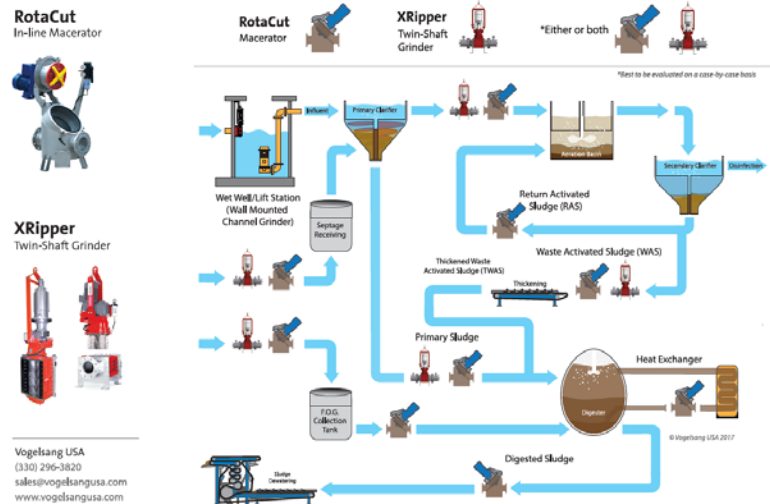 RotaCut
In-line Macerator
XRipper
Twin-Shaft Grinder
Vogelsang USA
(330) 296-3820
sales@vogelsangusa.com
www.vogelsangusa.com
RotaCut
Macerator
XRipper
Twin-Shaft
Grinder
*Either or both
*Best to be evaluated on a case-by-case basis
Influent
Primary Clarifier
Aeration Basin
Secondary Clarifier
Disinfection
Wet Well/Lift Station
(Wall Mounted
Channel Grinder)
Septage
Receiving
Return Activated
Sludge (RAS)
Waste Activated Sludge (WAS)
Thickened Waste
Activated Sludge (TWAS)
Thickening
Primary Sludge
Heat Exchanger
Digester
F.O.G.
Collection
Tank
© Vogelsang USA 2017
Digested Sludge
Sludge
Dewatering